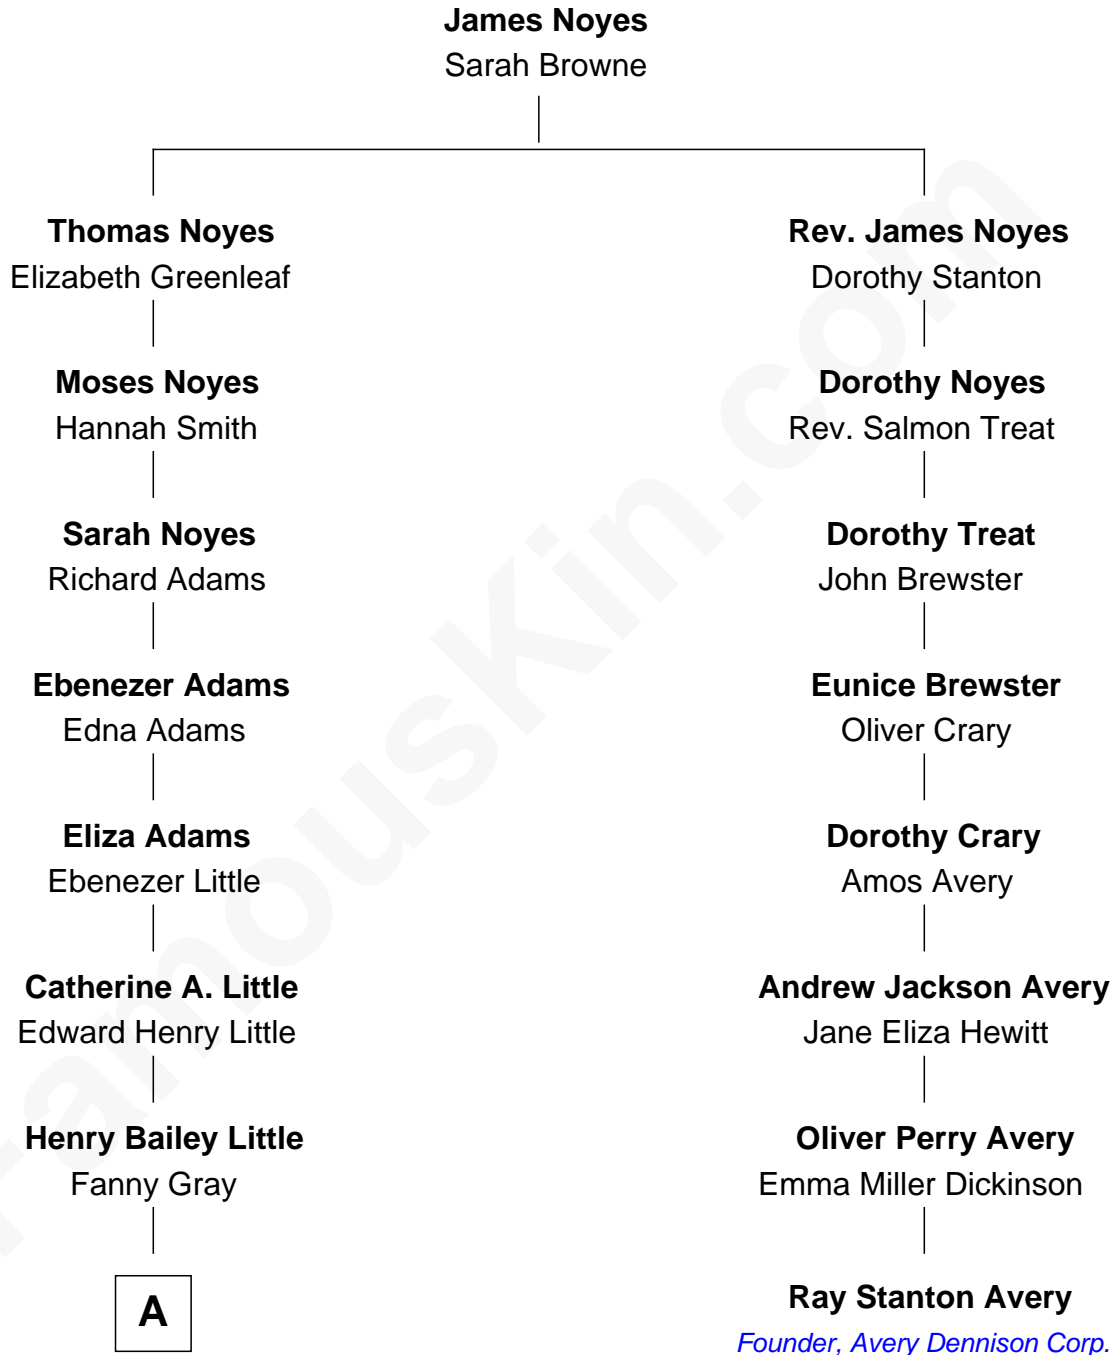 James Noyes
Sarah Browne
Thomas Noyes
Elizabeth Greenleaf
Moses Noyes
Hannah Smith
Sarah Noyes
Richard Adams
Ebenezer Adams
Edna Adams
Eliza Adams
Ebenezer Little
Catherine A. Little
Edward Henry Little
Henry Bailey Little
Fanny Gray
A
Rev. James Noyes
Dorothy Stanton
Dorothy Noyes
Rev. Salmon Treat
Dorothy Treat
John Brewster
Eunice Brewster
Oliver Crary
Dorothy Crary
Amos Avery
Andrew Jackson Avery
Jane Eliza Hewitt
Oliver Perry Avery
Emma Miller Dickinson
Ray Stanton Avery
Founder, Avery Dennison Corp.
FamousKin.com